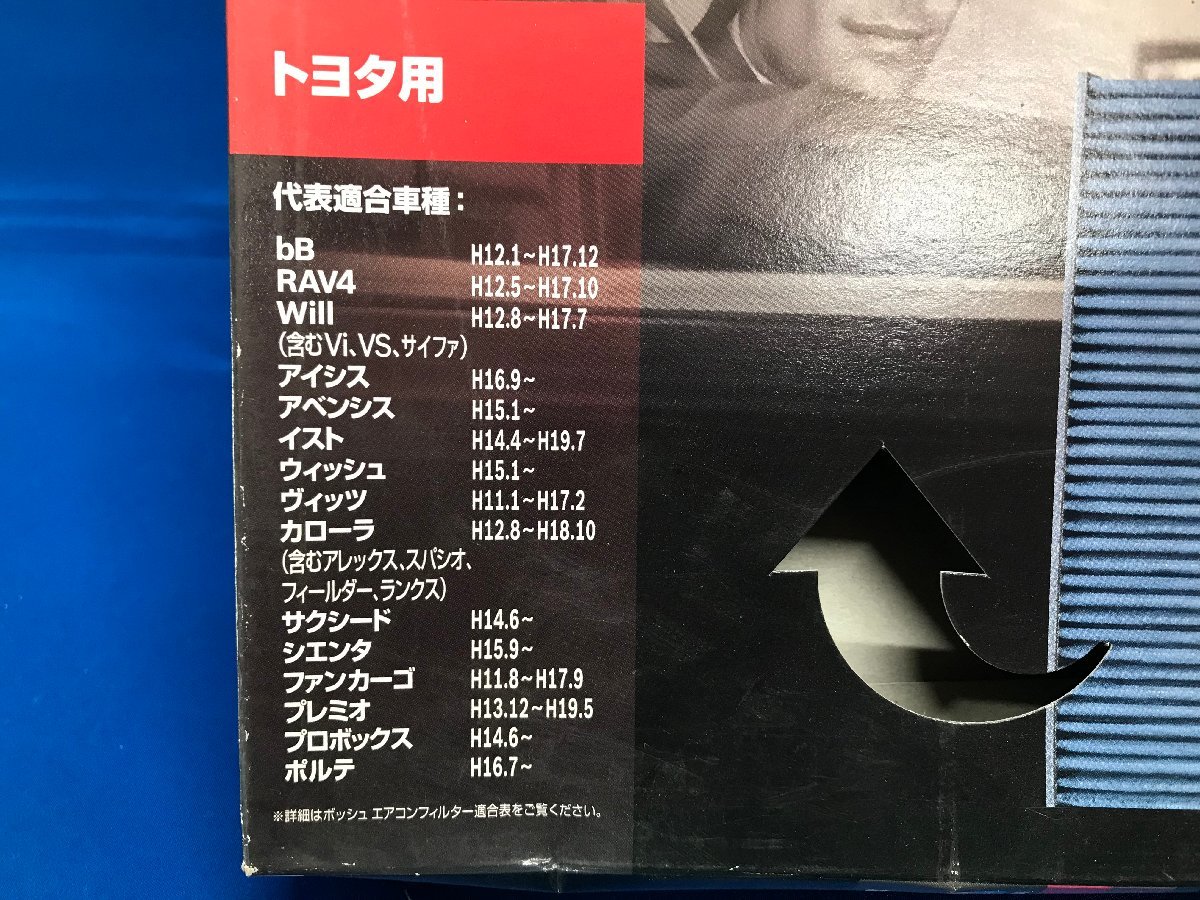 トヨタ用
代表適合車種:
bB H12.1~H17.12
RAV4 H12.5~H17.10
Will H12.8~H17.7
(含むVi、VS、サイファ)
アイシス H16.9~
アベンシス H15.1~
イスト H14.4~H19.7
ウィッシュ H15.1~
ヴィッツ H11.1~H17.2
カローラ H12.8~H18.10
(含むアレックス、スパシオ、
フィールダー、ランクス)
サクシード H14.6~
シエンタ H15.9~
ファンカーゴ H11.8~H17.9
プレミオ H13.12~H19.5
プロボックス H14.6~
ポルテ H16.7~
※詳細はボッシュ エアコンフィルター適合表をご覧ください。